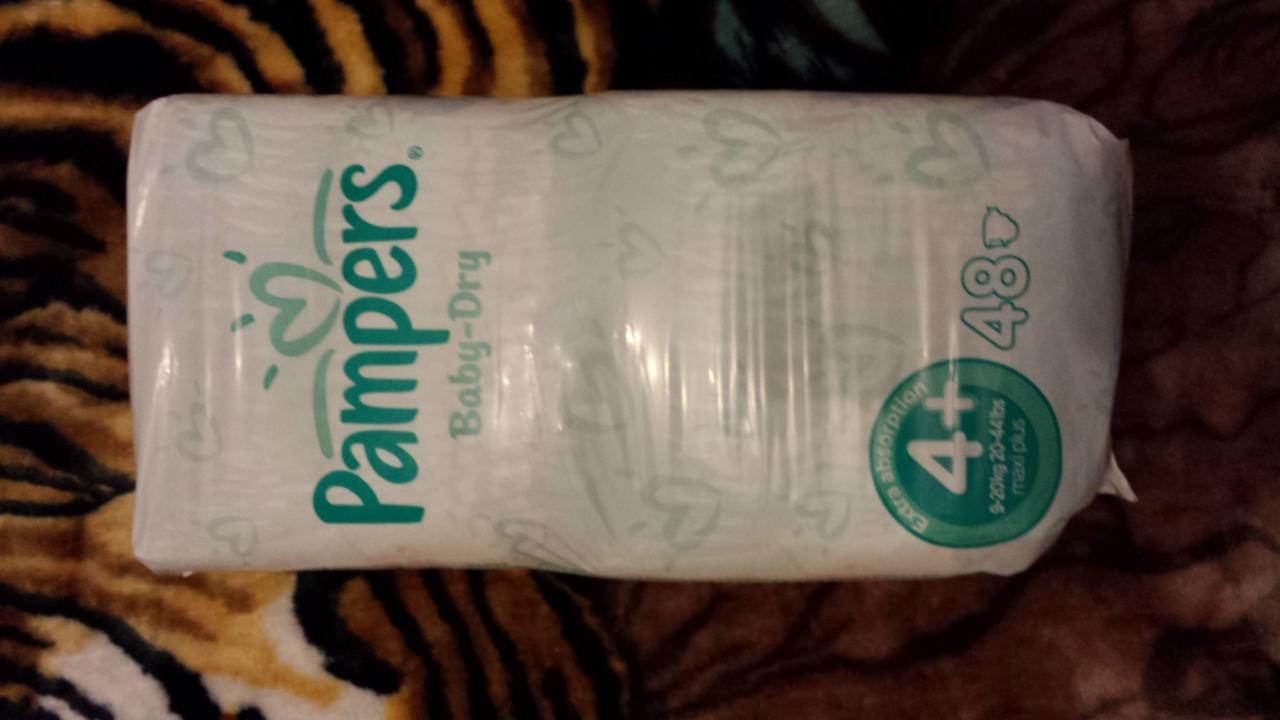 Pampers®
Baby-Dry
48
Extra absorption
4+
9-20kg 20-44lbs
maxi plus